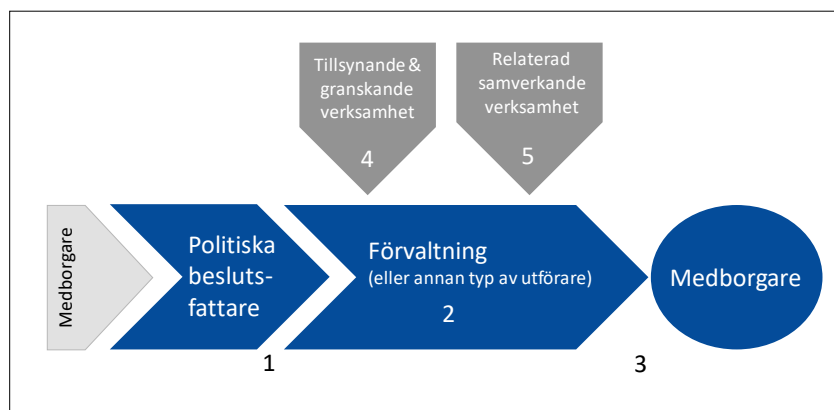 Tillsynande &
granskande
verksamhet
4
Relaterad
samverkande
verksamhet
5
Medborgare
Politiska
besluts-
fattare
Förvaltning
(eller annan typ av utförare)
2
Medborgare
1
3